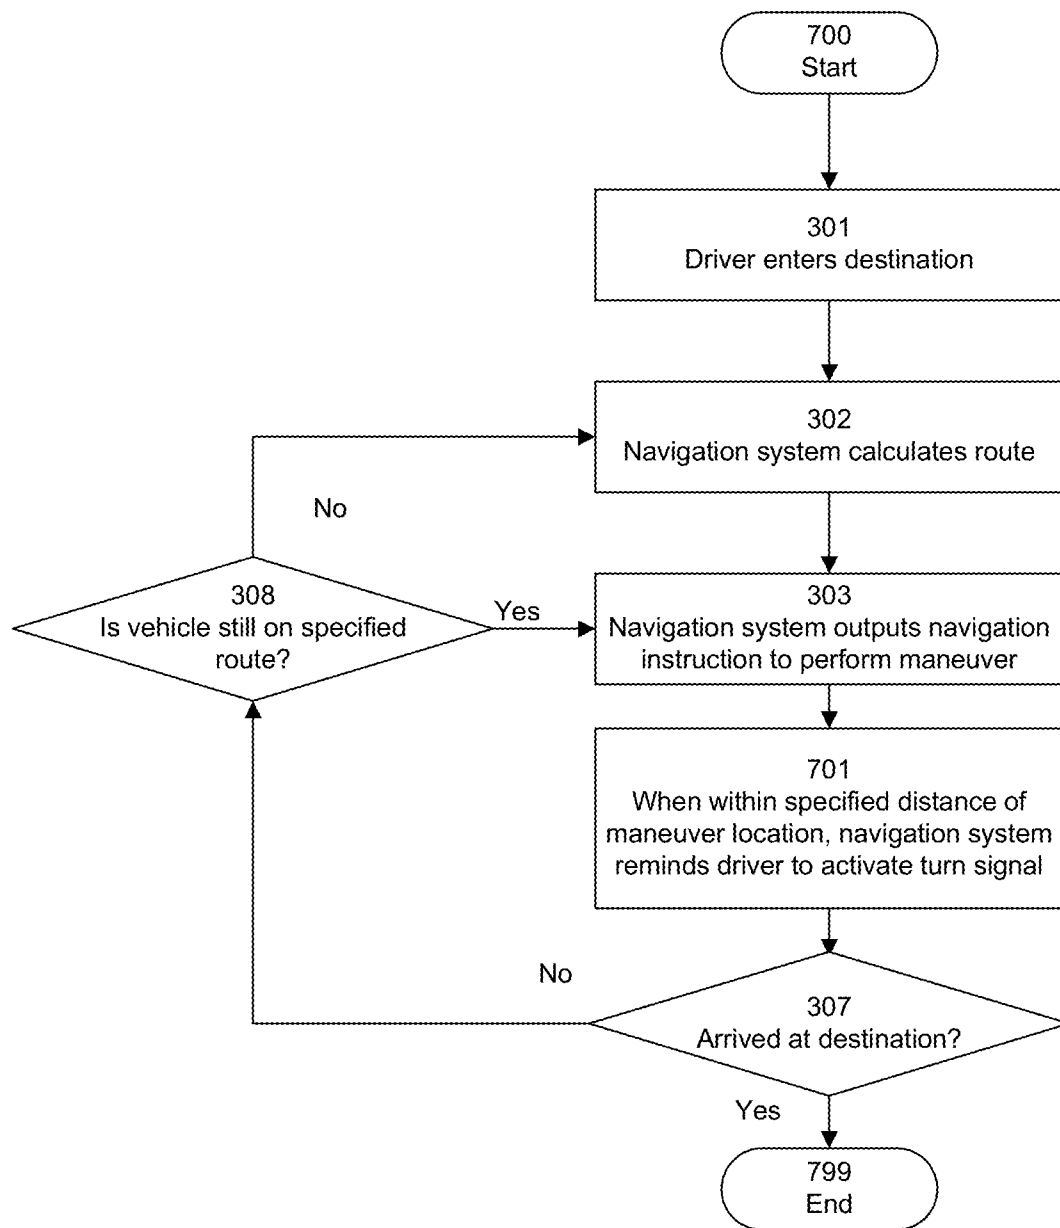 700
Start
301
Driver enters destination
302
Navigation system calculates route
No
308
Is vehicle still on specified
route?
Yes
303
Navigation system outputs navigation
instruction to perform maneuver
701
When within specified distance of
maneuver location, navigation system
reminds driver to activate turn signal
No
307
Arrived at destination?
Yes
799
End